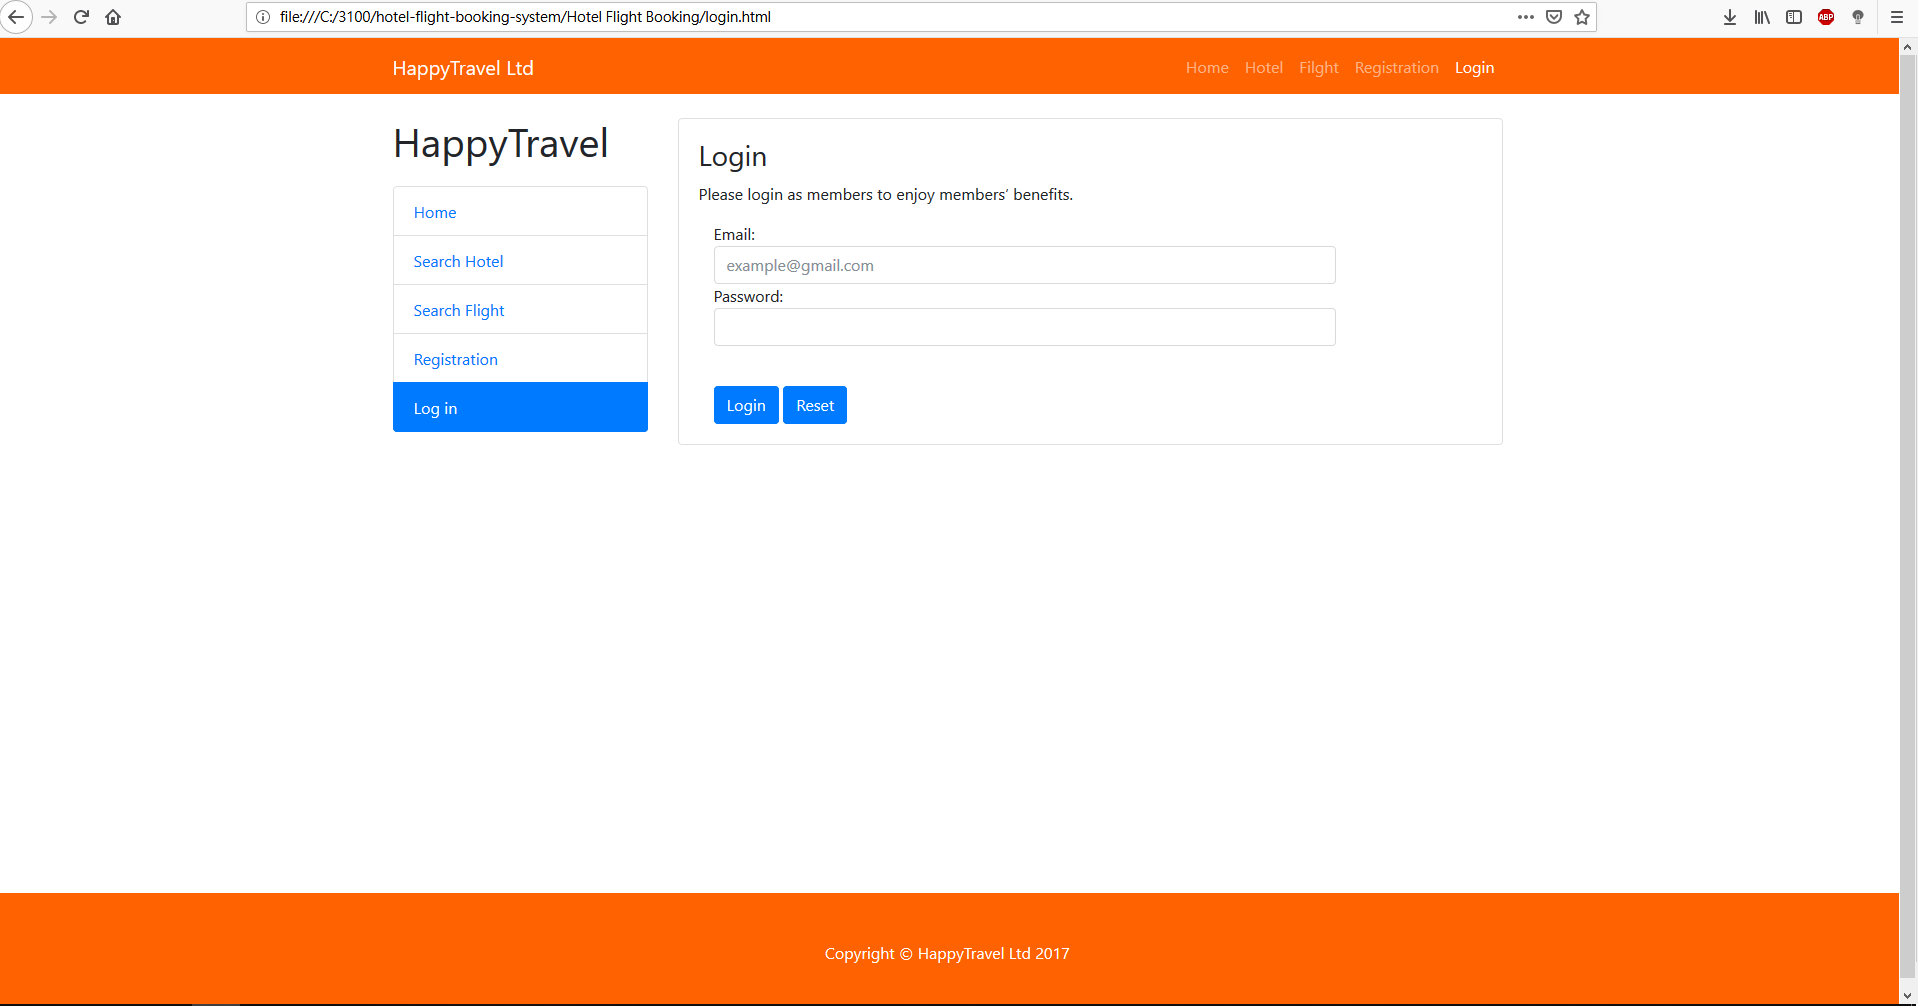 file:///C:/3100/hotel-flight-booking-system/Hotel Flight Booking/login.html
ABP
HappyTravel Ltd
Home Hotel Filght Registration Login
HappyTravel
Home
Search Hotel
Search Flight
Registration
Log in
Login
Please login as members to enjoy members’ benefits.
Email:
example@gmail.com
Password:
Login Reset
Copyright © HappyTravel Ltd 2017